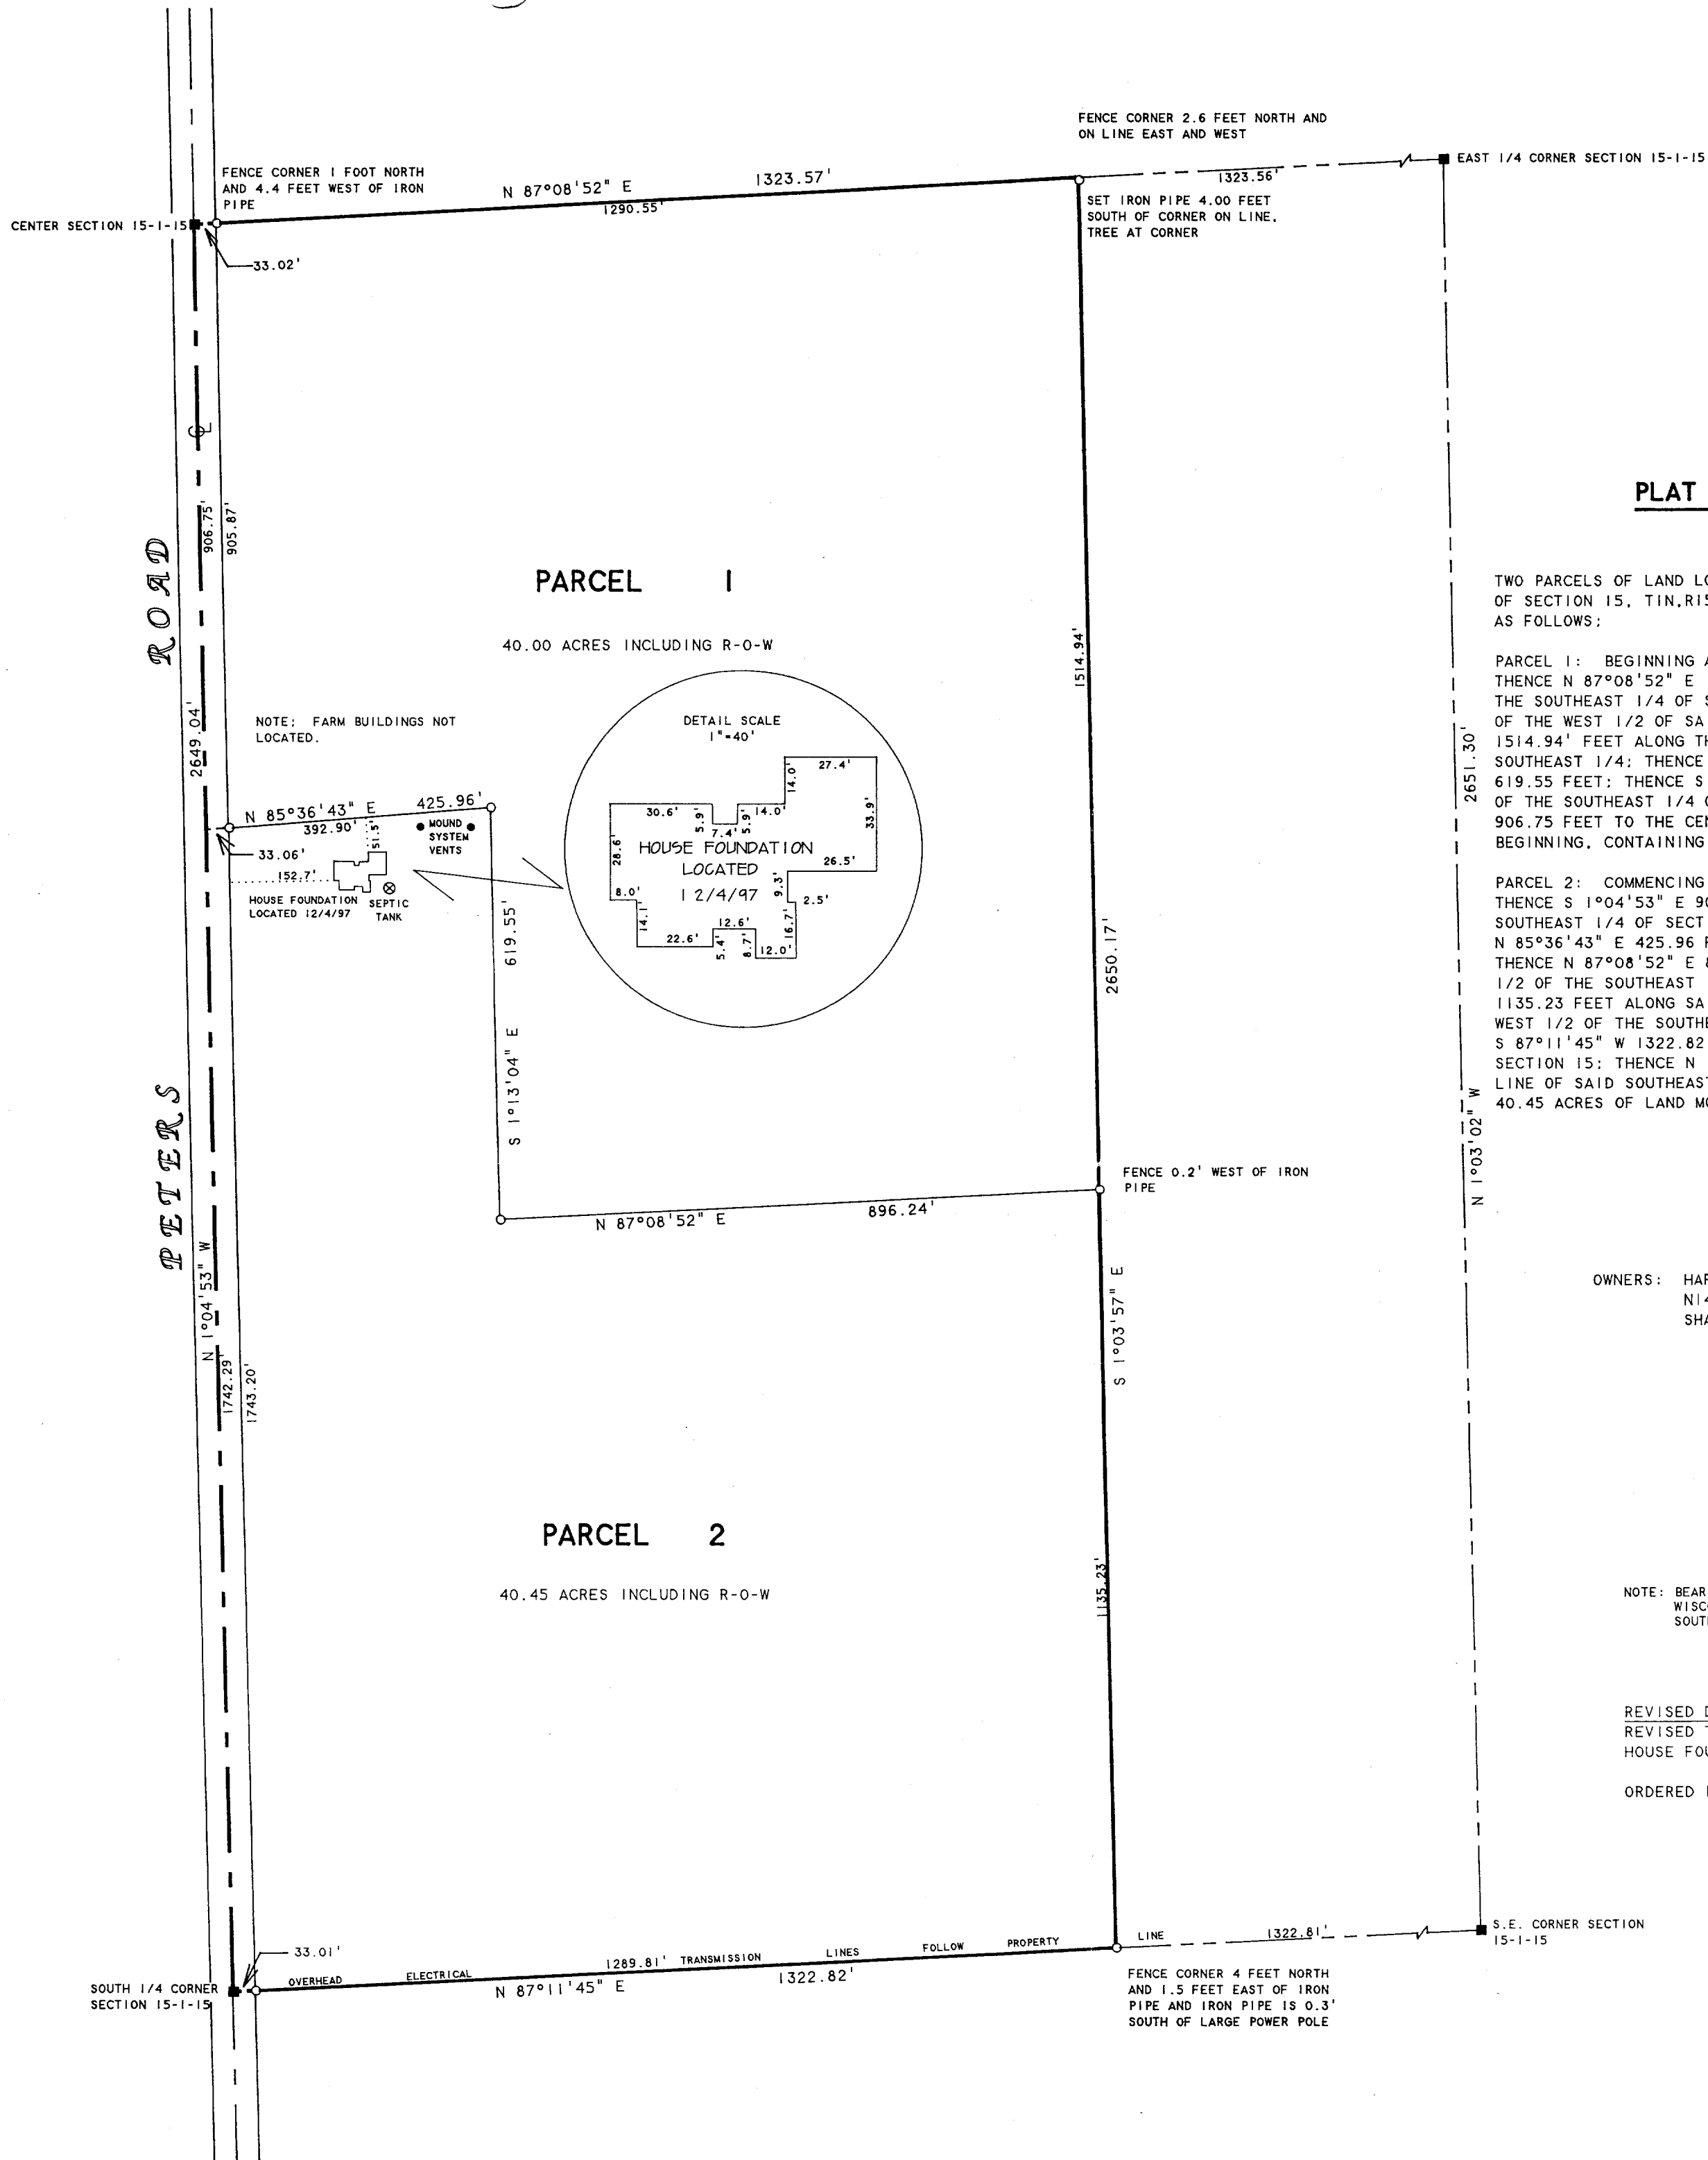 FENCE CORNER 2.6 FEET NORTH AND
ON LINE EAST AND WEST
EAST 1/4 CORNER SECTION 15-1-15
FENCE CORNER 1 FOOT NORTH
AND 4.4 FEET WEST OF IRON
PIPE
N 87°08'52" E
1323.57'
1290.55'
1323.56'
SET IRON PIPE 4.00 FEET
SOUTH OF CORNER ON LINE,
TREE AT CORNER
CENTER SECTION 15-1-15
33.02'
906.75'
905.87'
ROAD
PARCEL 1
40.00 ACRES INCLUDING R-O-W
1514.94'
PLAT
TWO PARCELS OF LAND LO
OF SECTION 15, T1N,R15
AS FOLLOWS:
PARCEL 1: BEGINNING A
THENCE N 87°08'52" E
THE SOUTHEAST 1/4 OF S
OF THE WEST 1/2 OF SA
1514.94' FEET ALONG TH
SOUTHEAST 1/4; THENCE
619.55 FEET; THENCE S
OF THE SOUTHEAST 1/4 O
906.75 FEET TO THE CEN
BEGINNING, CONTAINING
PARCEL 2: COMMENCING
THENCE S 1°04'53" E 90
SOUTHEAST 1/4 OF SECT
N 85°36'43" E 425.96 F
THENCE N 87°08'52" E 8
1/2 OF THE SOUTHEAST
1135.23 FEET ALONG SA
WEST 1/2 OF THE SOUTHE
S 87°11'45" W 1322.82
SECTION 15; THENCE N
LINE OF SAID SOUTHEAST
40.45 ACRES OF LAND MO
NOTE: FARM BUILDINGS NOT
LOCATED.
2649.04'
2651.30'
DETAIL SCALE
1"=40'
27.4'
14.0'
30.6'
5.9'
7.4'
5.9'
14.0'
33.9'
28.6'
HOUSE FOUNDATION
LOCATED
12/4/97
26.5'
9.3'
2.5'
8.0'
14.1'
22.6'
5.4'
12.6'
8.7'
12.0'
16.7'
N 85°36'43" E
425.96'
392.90'
51.5'
MOUND
SYSTEM
VENTS
33.06'
152.7'
HOUSE FOUNDATION
LOCATED 12/4/97
SEPTIC
TANK
619.55'
S 1°13'04" E
2650.17'
PETERS
N 1°03'02" W
FENCE 0.2' WEST OF IRON
PIPE
N 87°08'52" E
896.24'
N 1°04'53" W
S 1°03'57" E
OWNERS: HAR
N14
SHA
1742.29'
1743.20'
PARCEL 2
40.45 ACRES INCLUDING R-O-W
1135.23'
NOTE: BEAR
WISC
SOUT
REVISED D
REVISED T
HOUSE FOU
ORDERED
33.01'
OVERHEAD ELECTRICAL 1289.81' TRANSMISSION LINES FOLLOW PROPERTY LINE
1322.81'
S.E. CORNER SECTION
15-1-15
SOUTH 1/4 CORNER
SECTION 15-1-15
N 87°11'45" E
1322.82'
FENCE CORNER 4 FEET NORTH
AND 1.5 FEET EAST OF IRON
PIPE AND IRON PIPE IS 0.3'
SOUTH OF LARGE POWER POLE